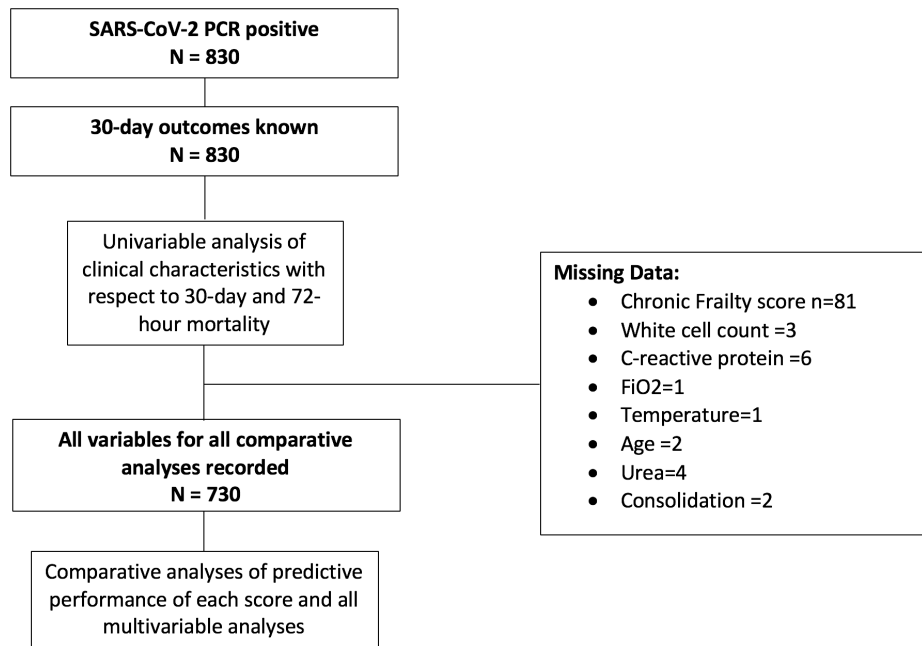 SARS-CoV-2 PCR positive
N = 830
30-day outcomes known
N = 830
Univariable analysis of
clinical characteristics with
respect to 30-day and 72-
hour mortality
Missing Data:
• Chronic Frailty score n=81
• White cell count =3
• C-reactive protein =6
• FiO2=1
• Temperature=1
• Age =2
• Urea=4
• Consolidation =2
All variables for all comparative
analyses recorded
N = 730
Comparative analyses of predictive
performance of each score and all
multivariable analyses